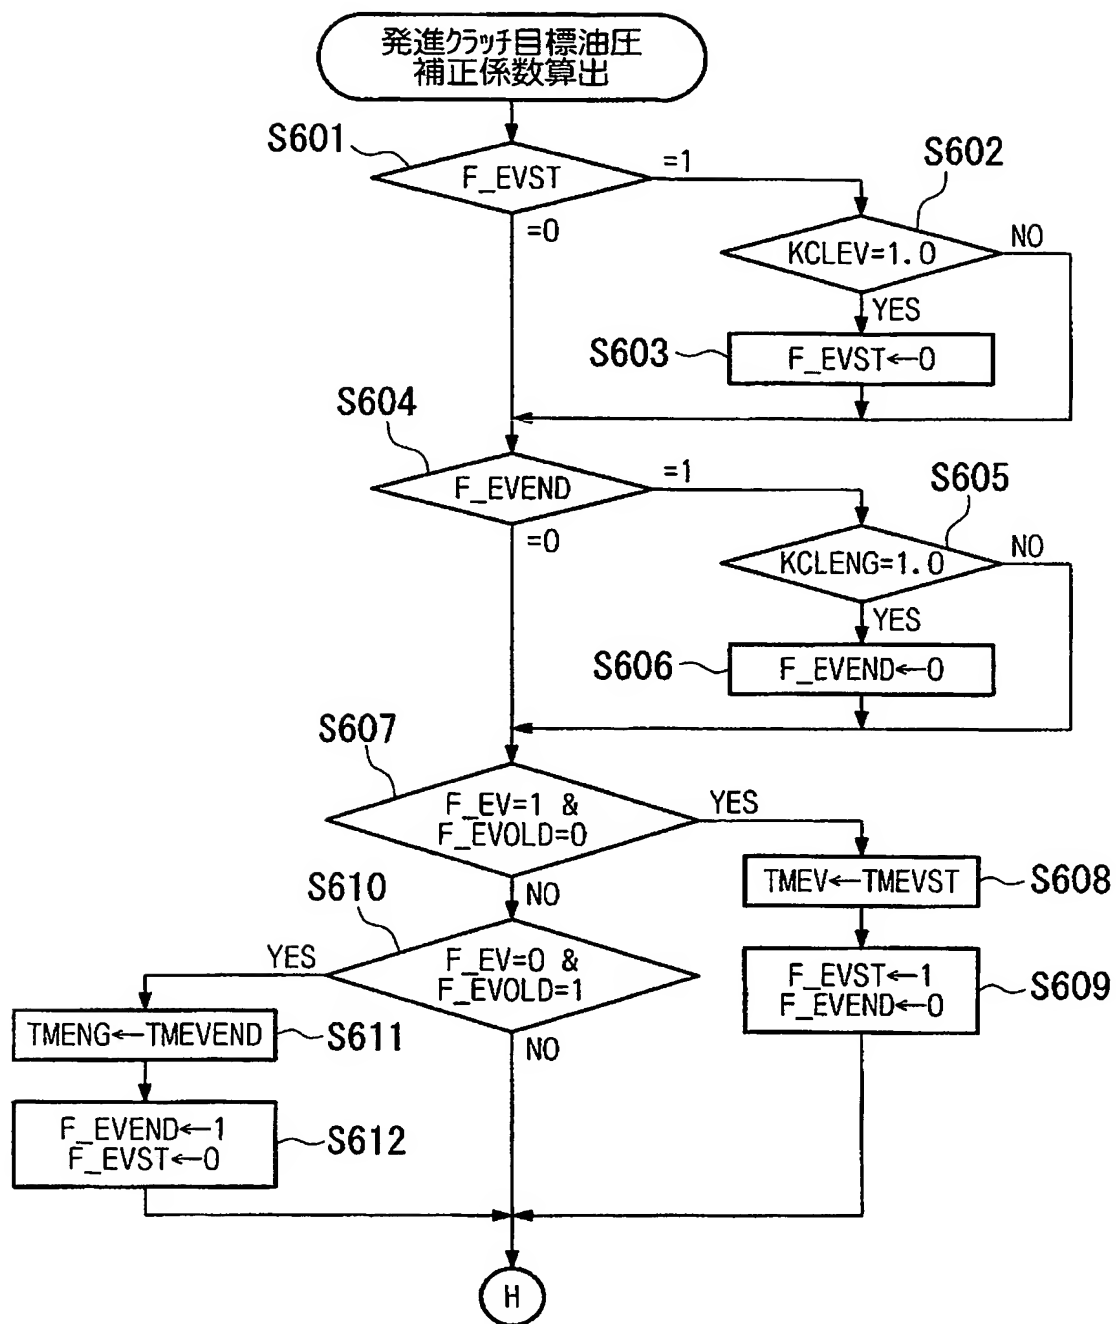 発進クラッチ目標油圧
補正係数算出
S601
F_EVST
=1
=0
S602
KCLEV=1.0
NO
YES
S603
F_EVST←0
S604
F_EVEND
=1
=0
S605
KCLENG=1.0
NO
YES
S606
F_EVEND←0
S607
F_EV=1 &
F_EVOLD=0
YES
NO
TMEV←TMEVST
S608
F_EVST←1
F_EVEND←0
S609
S610
F_EV=0 &
F_EVOLD=1
YES
NO
TMENG←TMEVEND
S611
F_EVEND←1
F_EVST←0
S612
H